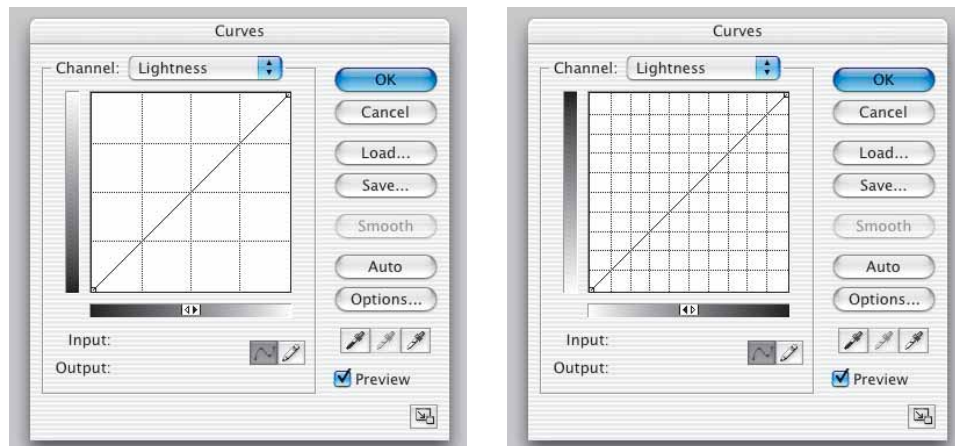 Curves
Channel: Lightness
OK
Cancel
Load...
Save...
Smooth
Auto
Options...
Input:
Output:
Preview
Curves
Channel: Lightness
OK
Cancel
Load...
Save...
Smooth
Auto
Options...
Input:
Output:
Preview